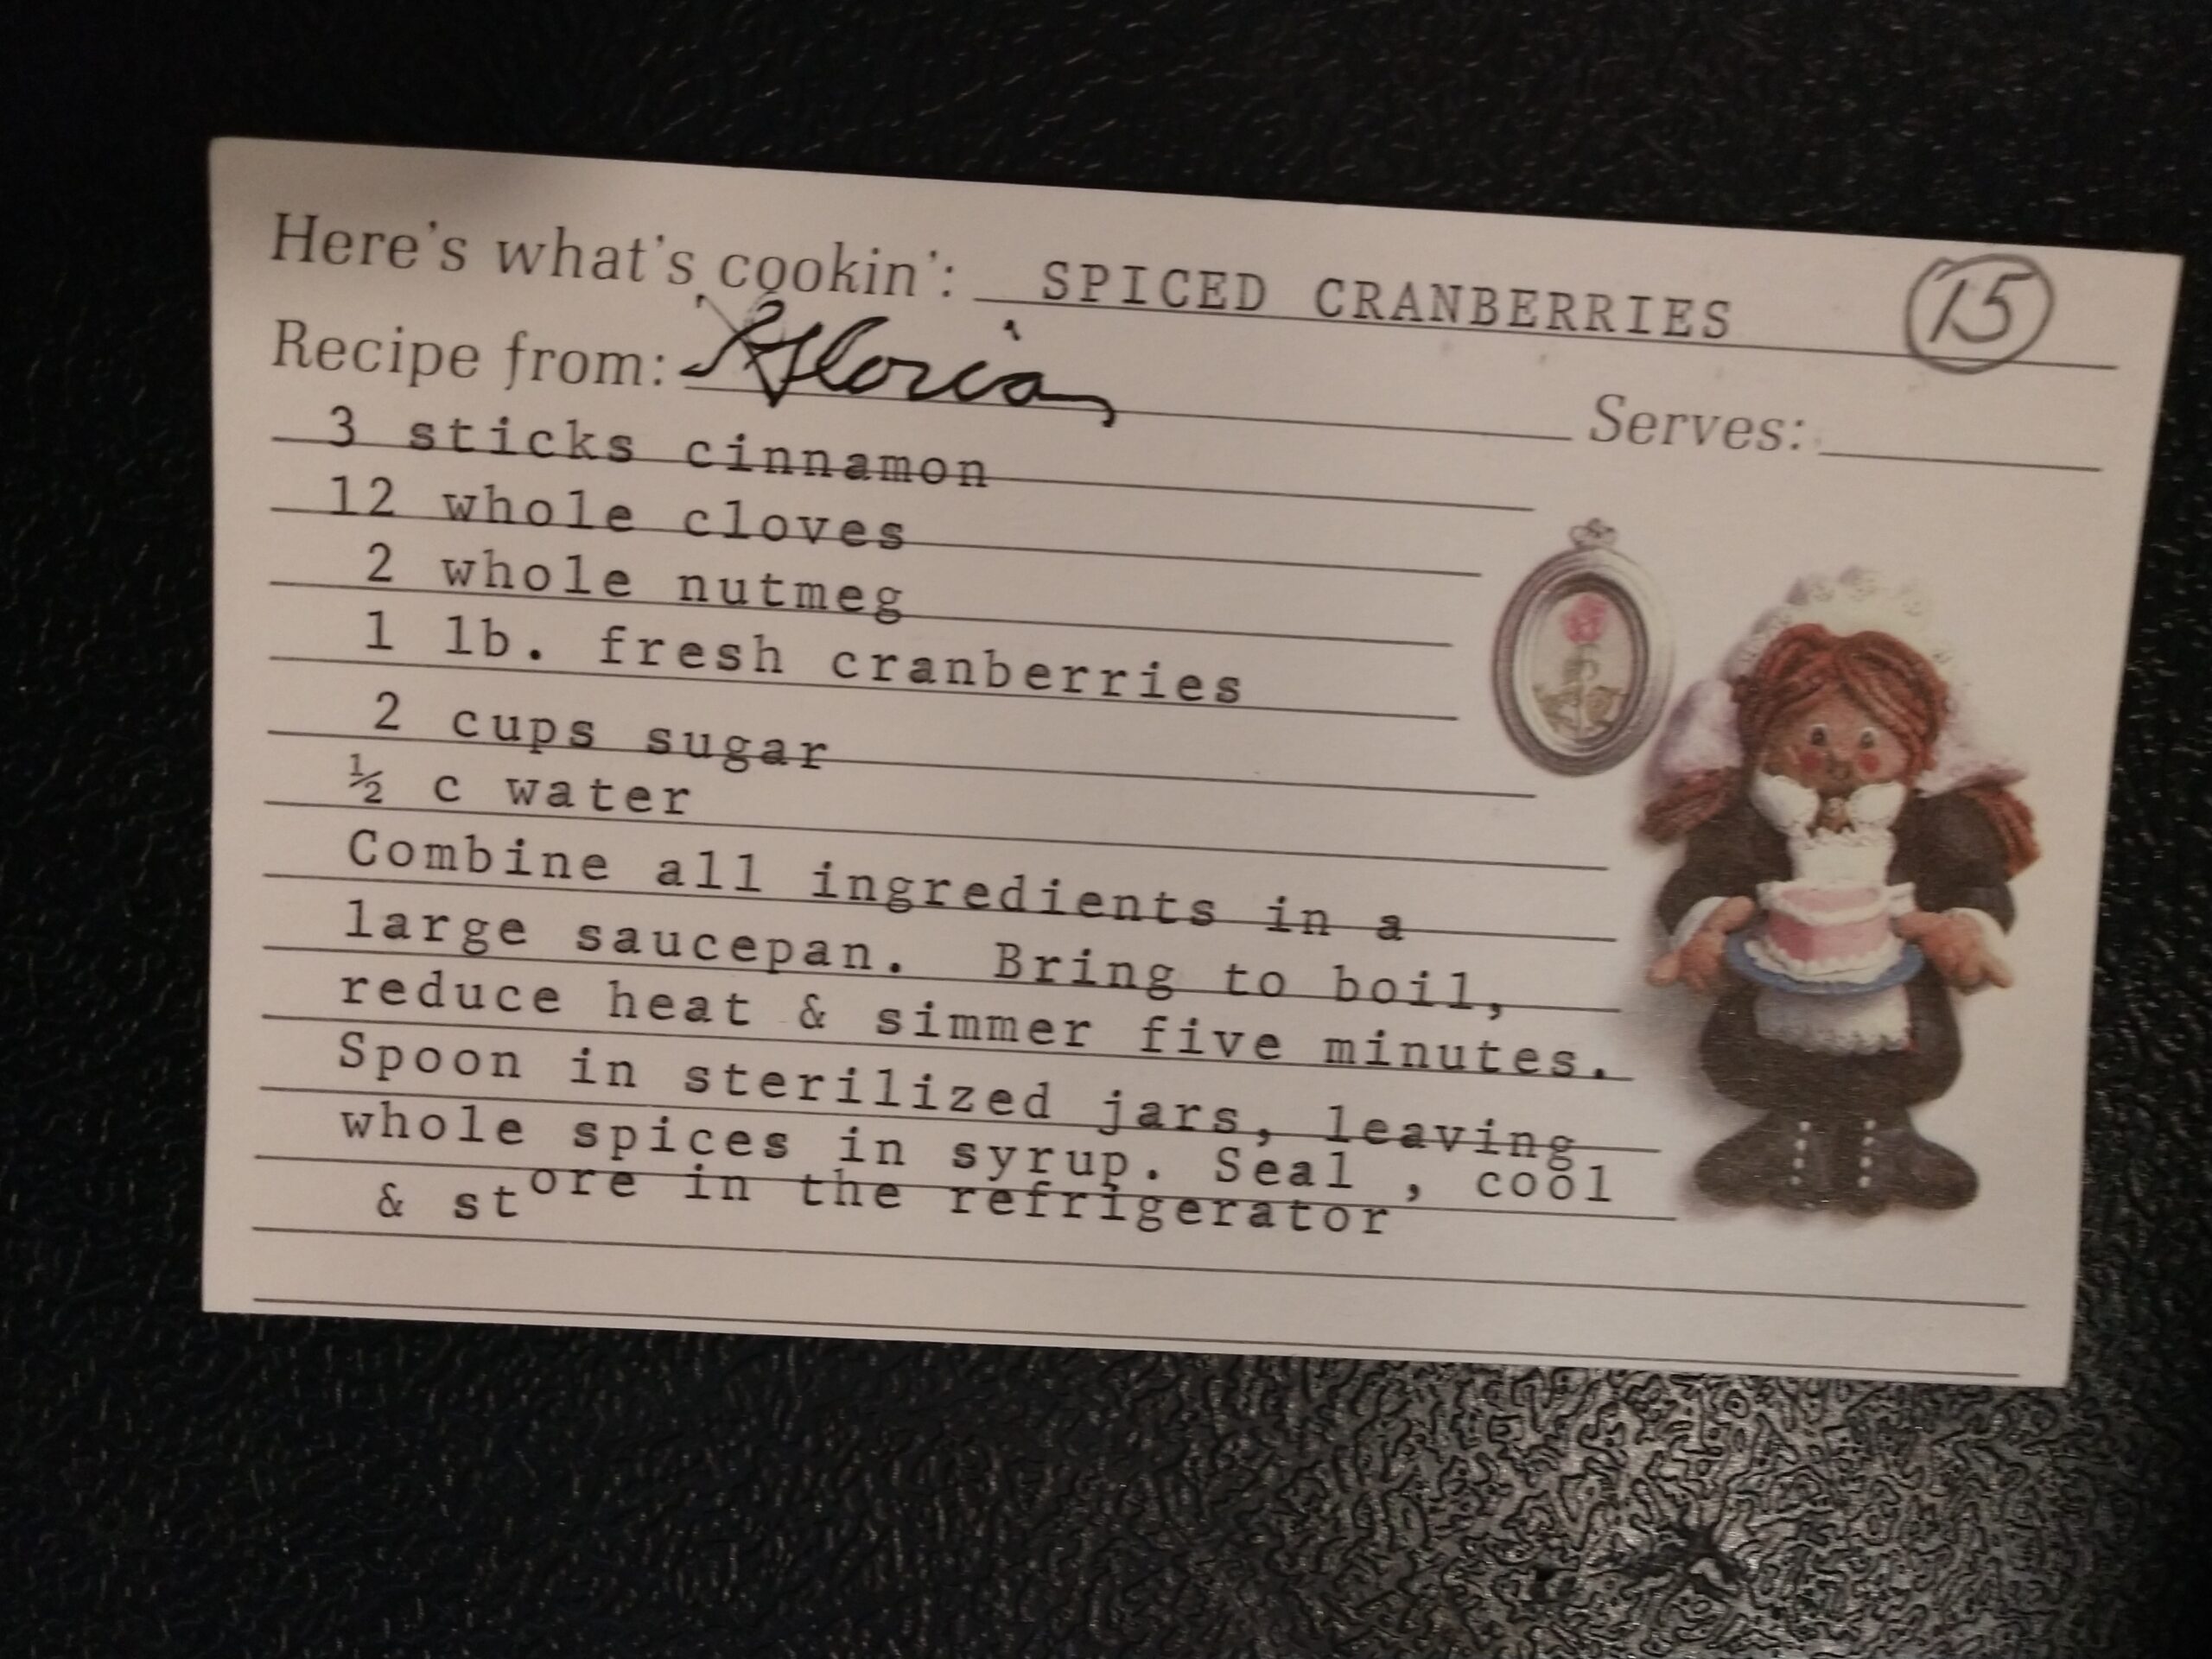 Here's what's cookin': SPICED CRANBERRIES 15
Recipe from: Gloria Serves:
3 sticks cinnamon
12 whole cloves
2 whole nutmeg
1 lb. fresh cranberries
2 cups sugar
½ c water
Combine all ingredients in a
large saucepan. Bring to boil,
reduce heat & simmer five minutes.
Spoon in sterilized jars, leaving
whole spices in syrup. Seal , cool
& store in the refrigerator